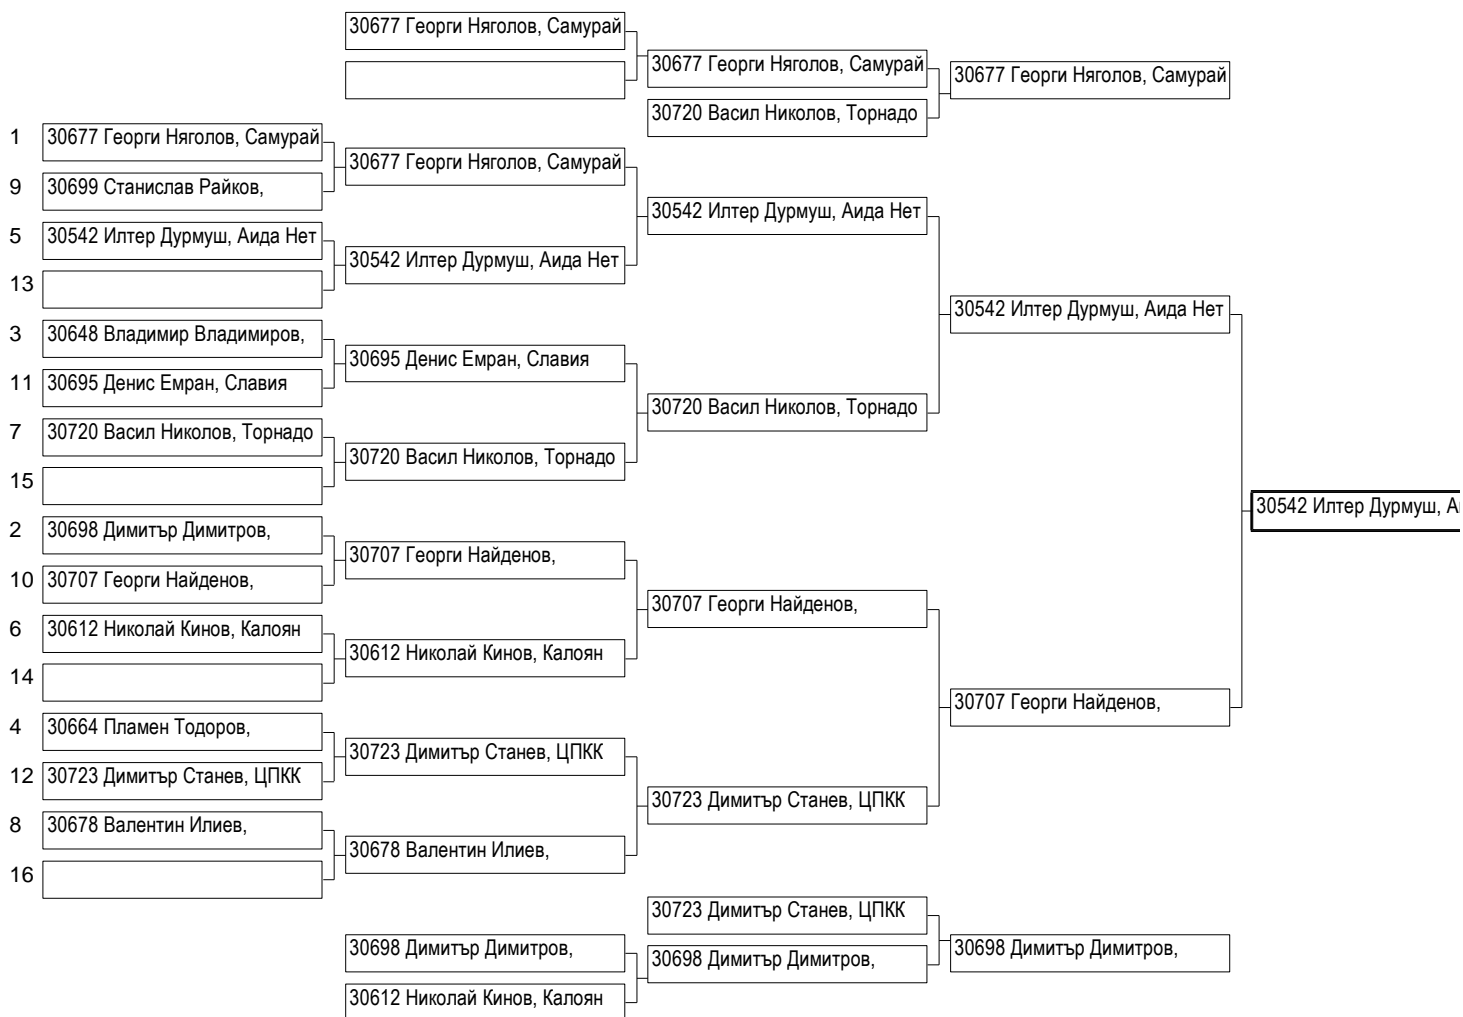 30677 Георги Няголов, Самурай
30677 Георги Няголов, Самурай
30677 Георги Няголов, Самурай
30720 Васил Николов, Торнадо
1 30677 Георги Няголов, Самурай
30677 Георги Няголов, Самурай
9 30699 Станислав Райков,
30542 Илтер Дурмуш, Аида Нет
5 30542 Илтер Дурмуш, Аида Нет
30542 Илтер Дурмуш, Аида Нет
13
30542 Илтер Дурмуш, Аида Нет
3 30648 Владимир Владимиров,
30695 Денис Емран, Славия
11 30695 Денис Емран, Славия
30720 Васил Николов, Торнадо
7 30720 Васил Николов, Торнадо
30720 Васил Николов, Торнадо
15
30542 Илтер Дурмуш, А
2 30698 Димитър Димитров,
30707 Георги Найденов,
10 30707 Георги Найденов,
30707 Георги Найденов,
6 30612 Николай Кинов, Калоян
30612 Николай Кинов, Калоян
14
30707 Георги Найденов,
4 30664 Пламен Тодоров,
30723 Димитър Станев, ЦПКК
12 30723 Димитър Станев, ЦПКК
30723 Димитър Станев, ЦПКК
8 30678 Валентин Илиев,
30678 Валентин Илиев,
16
30723 Димитър Станев, ЦПКК
30698 Димитър Димитров,
30698 Димитър Димитров,
30698 Димитър Димитров,
30612 Николай Кинов, Калоян